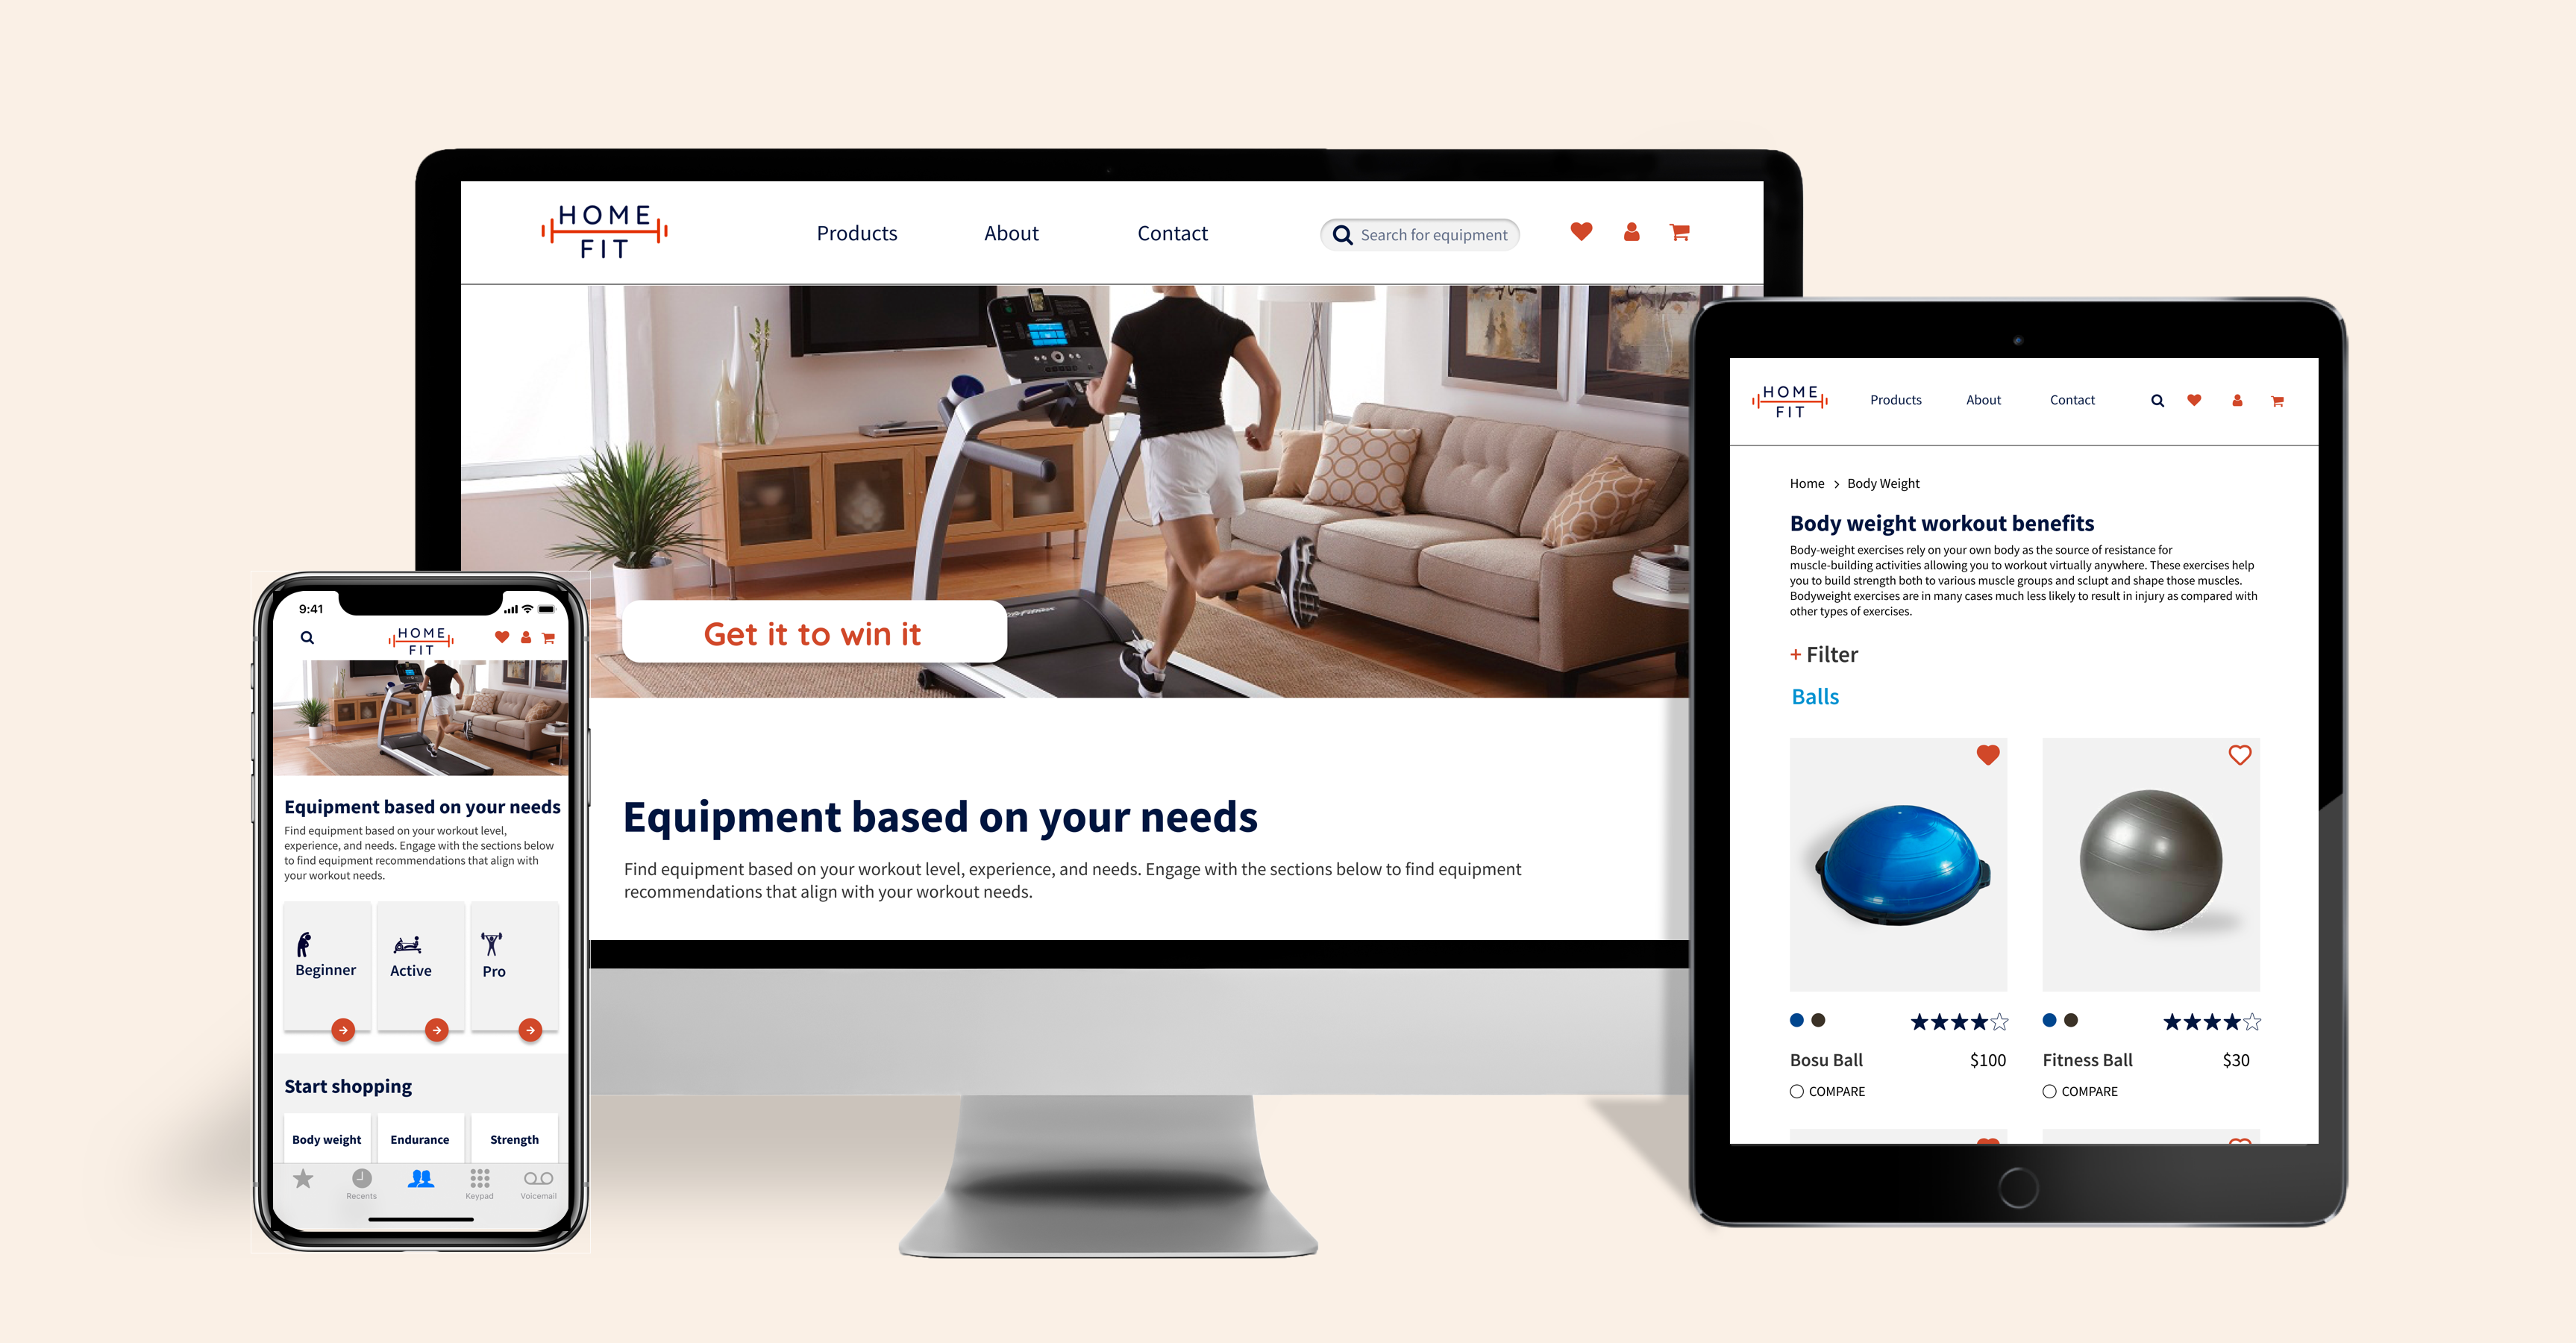 HOME
FIT
Products
About
Contact
Search for equipment
Get it to win it
Equipment based on your needs
Find equipment based on your workout level, experience, and needs. Engage with the sections below to find equipment
recommendations that align with your workout needs.
9:41
HOME
FIT
Equipment based on your needs
Find equipment based on your workout level,
experience, and needs. Engage with the sections below
to find equipment recommendations that align with
your workout needs.
Beginner
Active
Pro
Start shopping
Body weight
Endurance
Strength
Recents
Keypad
Voicemail
HOME
FIT
Products
About
Contact
Home > Body Weight
Body weight workout benefits
Body-weight exercises rely on your own body as the source of resistance for
muscle-building activities allowing you to workout virtually anywhere. These exercises help
you to build strength both to various muscle groups and sclupt and shape those muscles.
Bodyweight exercises are in many cases much less likely to result in injury as compared with
other types of exercises.
+ Filter
Balls
Bosu Ball
$100
COMPARE
Fitness Ball
$30
COMPARE